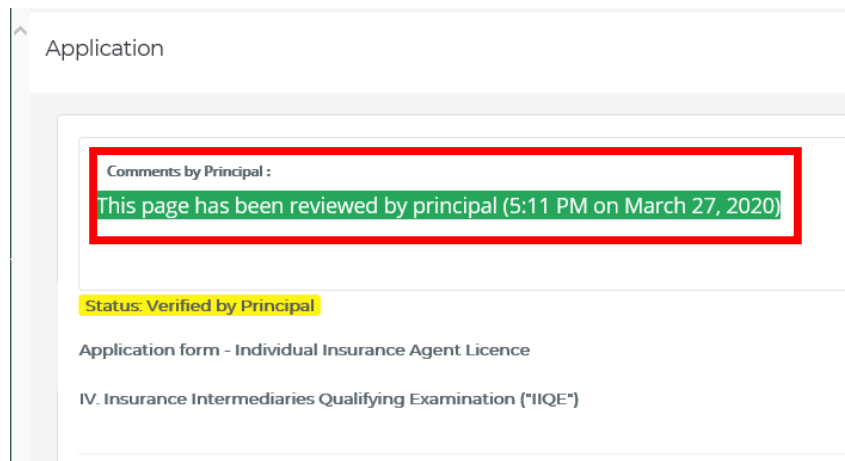 Application
Comments by Principal :
This page has been reviewed by principal (5:11 PM on March 27, 2020)
Status: Verified by Principal
Application form - Individual Insurance Agent Licence
IV. Insurance Intermediaries Qualifying Examination ("IIQE")